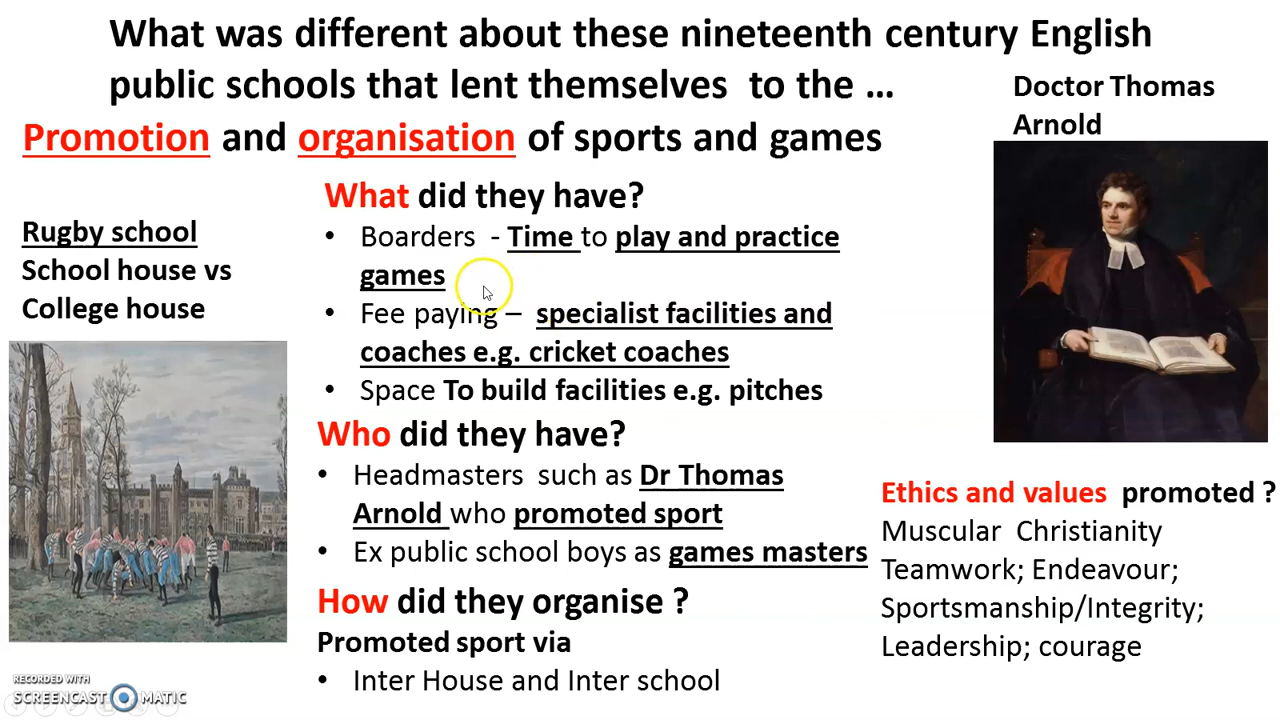 What was different about these nineteenth century English
public schools that lent themselves to the ...
Promotion and organisation of sports and games
Doctor Thomas
Arnold
Rugby school
School house vs
College house
What did they have?
• Boarders - Time to play and practice
games
• Fee paying – specialist facilities and
coaches e.g. cricket coaches
• Space To build facilities e.g. pitches
Who did they have?
• Headmasters such as Dr Thomas
Arnold who promoted sport
• Ex public school boys as games masters
How did they organise ?
Promoted sport via
• Inter House and Inter school
Ethics and values promoted ?
Muscular Christianity
Teamwork; Endeavour;
Sportsmanship/Integrity;
Leadership; courage
RECORDED WITH
SCREENCAST MATIC